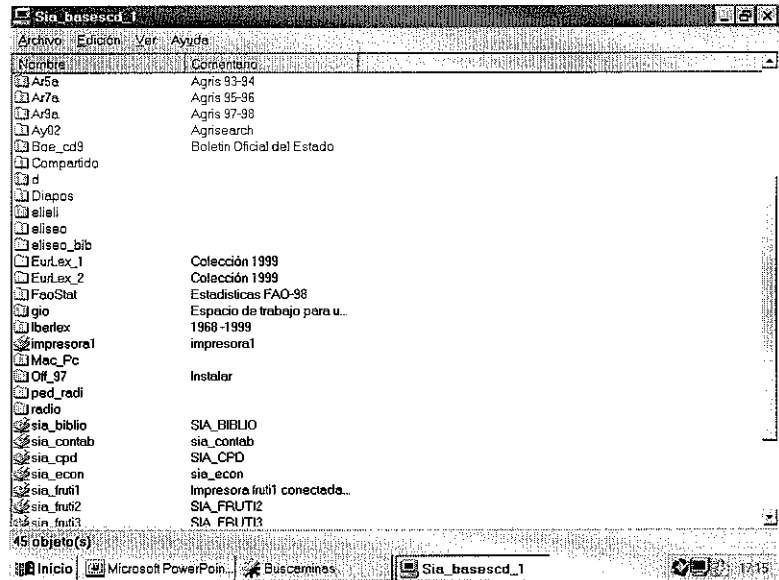 Sia_basescd_1
Archivo Edición Ver Ayuda
Nombre Comentario
Ar5a Agris 93-94
Ar7a Agris 95-96
Ar9a Agris 97-98
Ay02 Agrisearch
Boe_cd9 Boletin Oficial del Estado
Compartido
d
Diapos
elieli
eliseo
eliseo_bib
EurLex_1 Colección 1999
EurLex_2 Colección 1999
FaoStat Estadisticas FAO-98
gio Espacio de trabajo para u...
Iberlex 1968-1999
impresora1 impresora1
Mac_Pc
Off_97 Instalar
ped_radi
radio
sia_biblio SIA_BIBLIO
sia_contab sia_contab
sia_cpd SIA_CPD
sia_econ sia_econ
sia_fruti1 Impresora fruti1 conectada...
sia_fruti2 SIA_FRUTI2
sia_fruti3 SIA_FRUTI3
45 objeto(s)
Inicio Microsoft PowerPoin... Buscaminas Sia_basescd_1 17:15